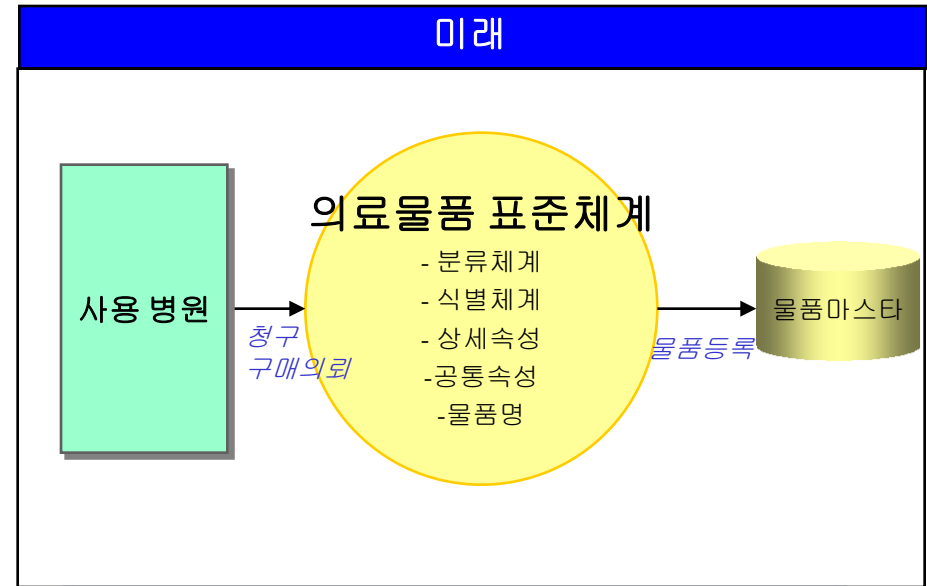 미래
의료물품 표준체계
- 분류체계
- 식별체계
- 상세속성
-공통속성
-물품명
사용 병원
청구
구매의뢰
물품등록
물품마스타